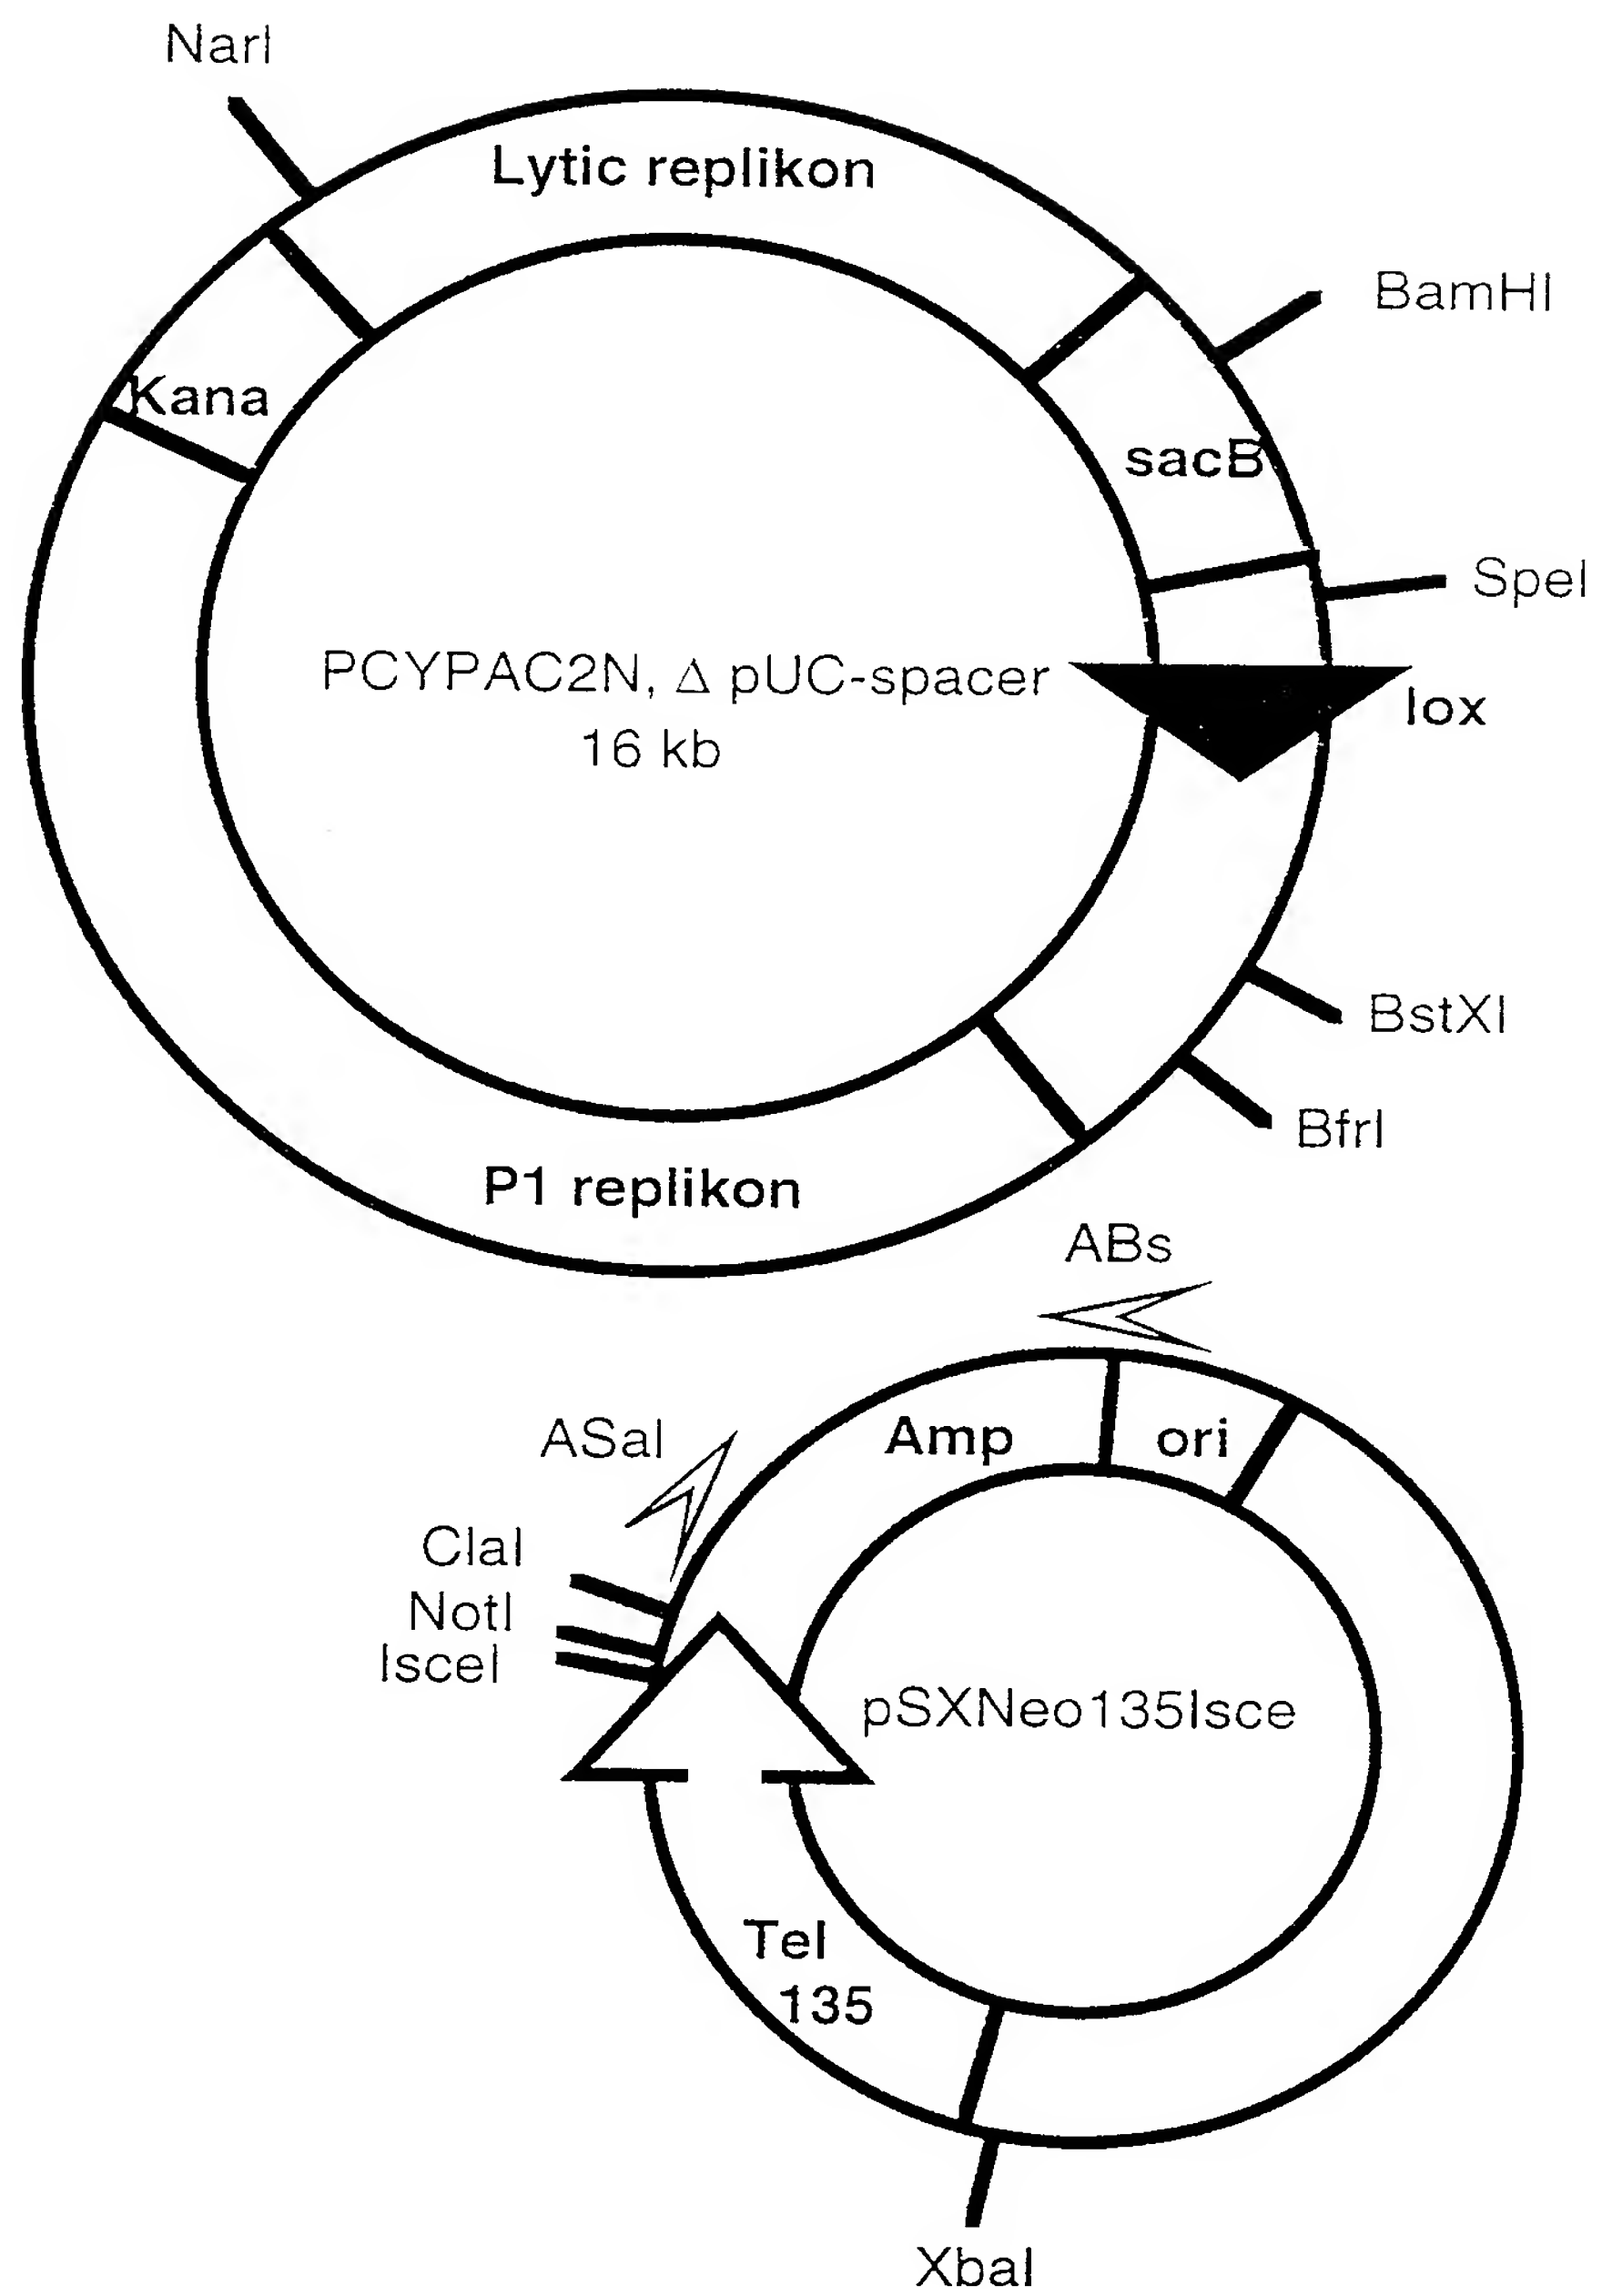 NarI
Lytic replikon
BamHI
Kana
sacB
SpeI
PCYPAC2N, Δ pUC-spacer
16 kb
lox
BstXI
BfrI
P1 replikon
ABs
ASal
Amp
ori
ClaI
NotI
IsceI
pSXNeo135Isce
Tel
135
XbaI